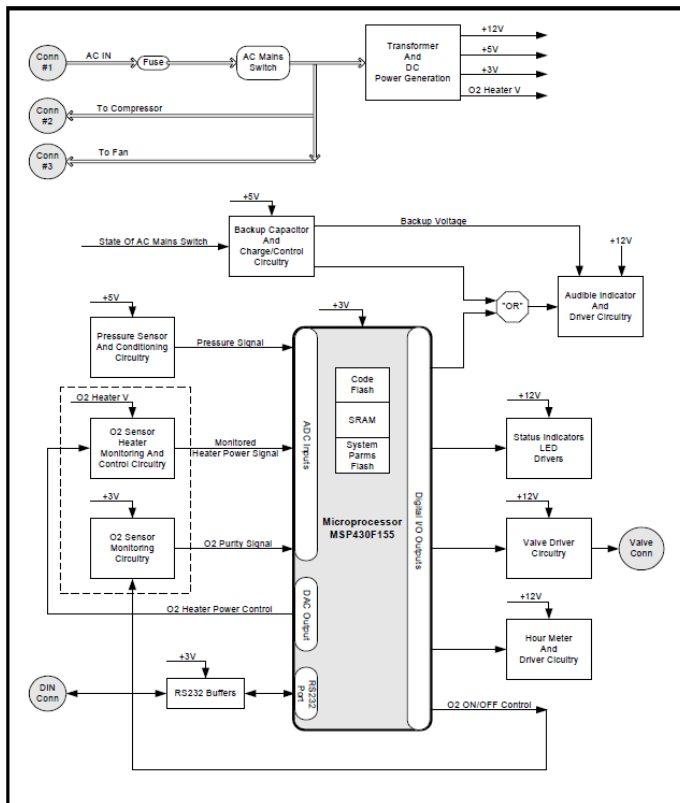 Conn
#1
AC IN
Fuse
AC Mains
Switch
Transformer
And
DC
Power Generation
+12V
+5V
+3V
O2 Heater V
Conn
#2
To Compressor
Conn
#3
To Fan
+5V
State Of AC Mains Switch
Backup Capacitor
And
Charge/Control
Circuitry
Backup Voltage
+12V
"OR"
Audible Indicator
And
Driver Circuitry
+5V
Pressure Sensor
And Conditioning
Circuitry
Pressure Signal
+3V
Code
Flash
SRAM
System
Parms
Flash
Microprocessor
MSP430F155
ADC Inputs
DAC Output
RS232
Port
Digital I/O Outputs
O2 Heater V
O2 Sensor
Heater
Monitoring And
Control Circuitry
Monitored
Heater Power Signal
+3V
O2 Sensor
Monitoring
Circuitry
O2 Purity Signal
O2 Heater Power Control
+12V
Status Indicators
LED
Drivers
+12V
Valve Driver
Circuitry
Valve
Conn
+12V
Hour Meter
And
Driver Cicuitry
+3V
DIN
Conn
RS232 Buffers
O2 ON/OFF Control